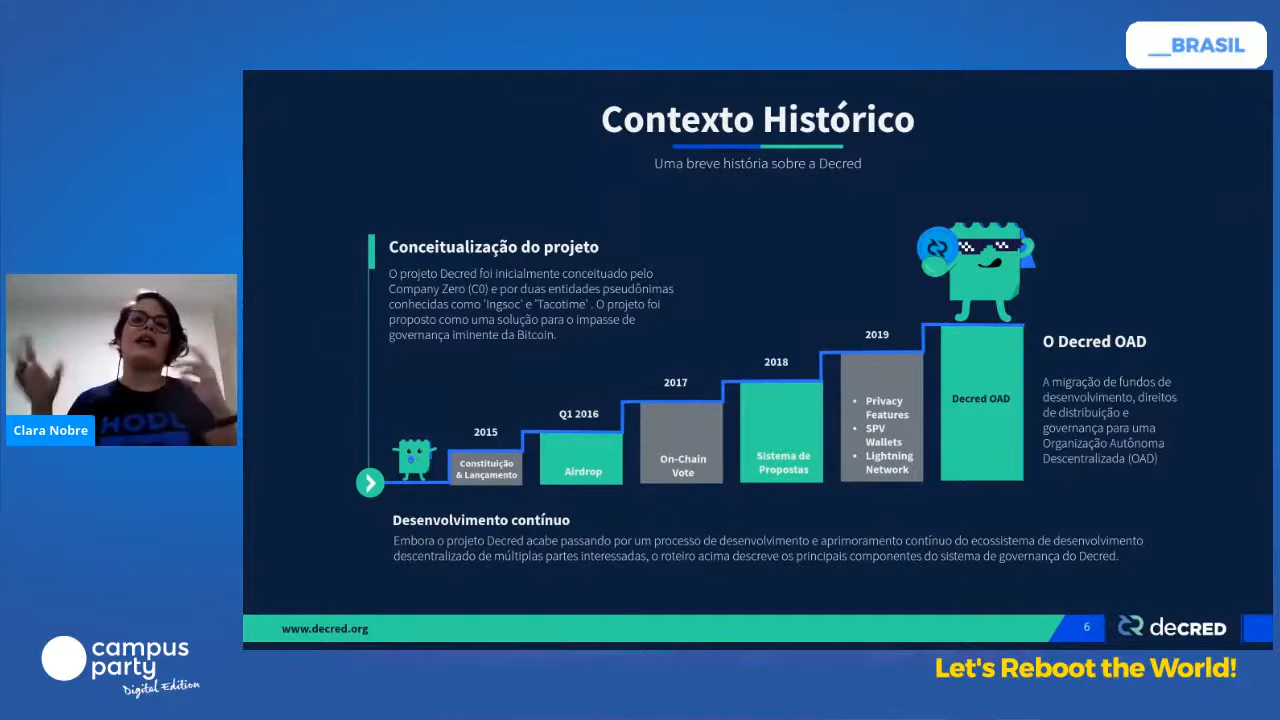 __BRASIL
Contexto Histórico
Uma breve história sobre a Decred
Conceitualização do projeto
O projeto Decred foi inicialmente conceituado pelo
Company Zero (C0) e por duas entidades pseudônimas
conhecidas como 'Ingsoc' e 'Tacotime' . O projeto foi
proposto como uma solução para o impasse de
governança iminente da Bitcoin.
2015
Constituição
& Lançamento
Q1 2016
Airdrop
2017
On-Chain
Vote
2018
Sistema de
Propostas
2019
• Privacy
Features
• SPV
Wallets
• Lightning
Network
Decred OAD
O Decred OAD
A migração de fundos de
desenvolvimento, direitos
de distribuição e
governança para uma
Organização Autônoma
Descentralizada (OAD)
Desenvolvimento contínuo
Embora o projeto Decred acabe passando por um processo de desenvolvimento e aprimoramento contínuo do ecossistema de desenvolvimento
descentralizado de múltiplas partes interessadas, o roteiro acima descreve os principais componentes do sistema de governança do Decred.
HODL
Clara Nobre
www.decred.org
6
decRED
campus
party
Digital Edition
Let's Reboot the World!